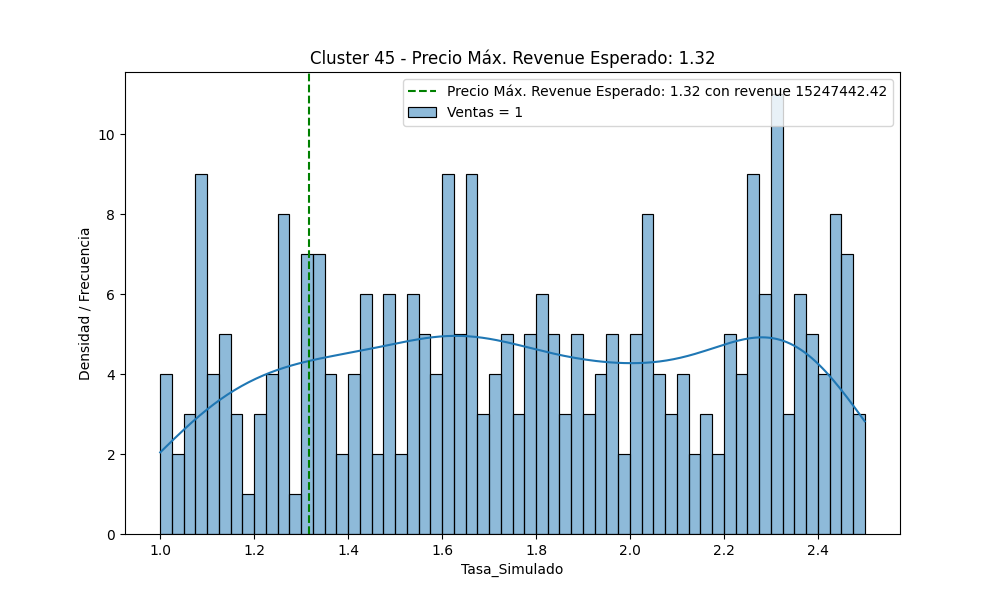 Cluster 45 - Precio Máx. Revenue Esperado: 1.32
Precio Máx. Revenue Esperado: 1.32 con revenue 15247442.42
Ventas = 1
Densidad / Frecuencia
10
8
6
4
2
0
1.0 1.2 1.4 1.6 1.8 2.0 2.2 2.4
Tasa_Simulado